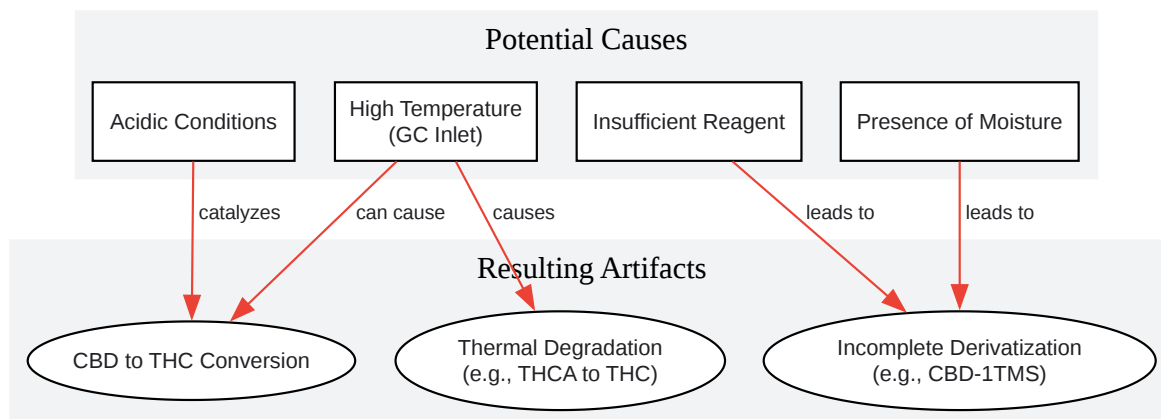 Potential Causes
Acidic Conditions
High Temperature
(GC Inlet)
Insufficient Reagent
Presence of Moisture
catalyzes
can cause
causes
leads to
leads to
Resulting Artifacts
CBD to THC Conversion
Thermal Degradation
(e.g., THCA to THC)
Incomplete Derivatization
(e.g., CBD-1TMS)